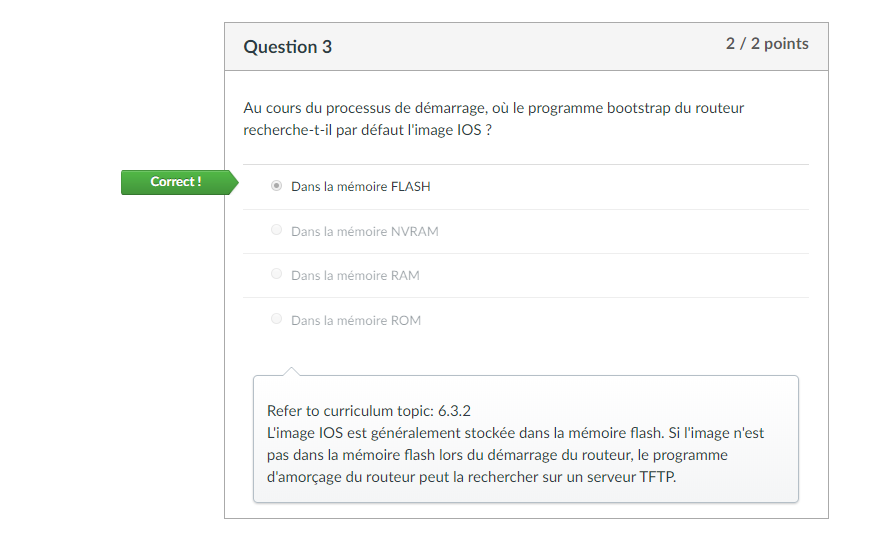 Question 3
2 / 2 points
Au cours du processus de démarrage, où le programme bootstrap du routeur
recherche-t-il par défaut l'image IOS ?
Correct !
Dans la mémoire FLASH
Dans la mémoire NVRAM
Dans la mémoire RAM
Dans la mémoire ROM
Refer to curriculum topic: 6.3.2
L'image IOS est généralement stockée dans la mémoire flash. Si l'image n'est
pas dans la mémoire flash lors du démarrage du routeur, le programme
d'amorçage du routeur peut la rechercher sur un serveur TFTP.